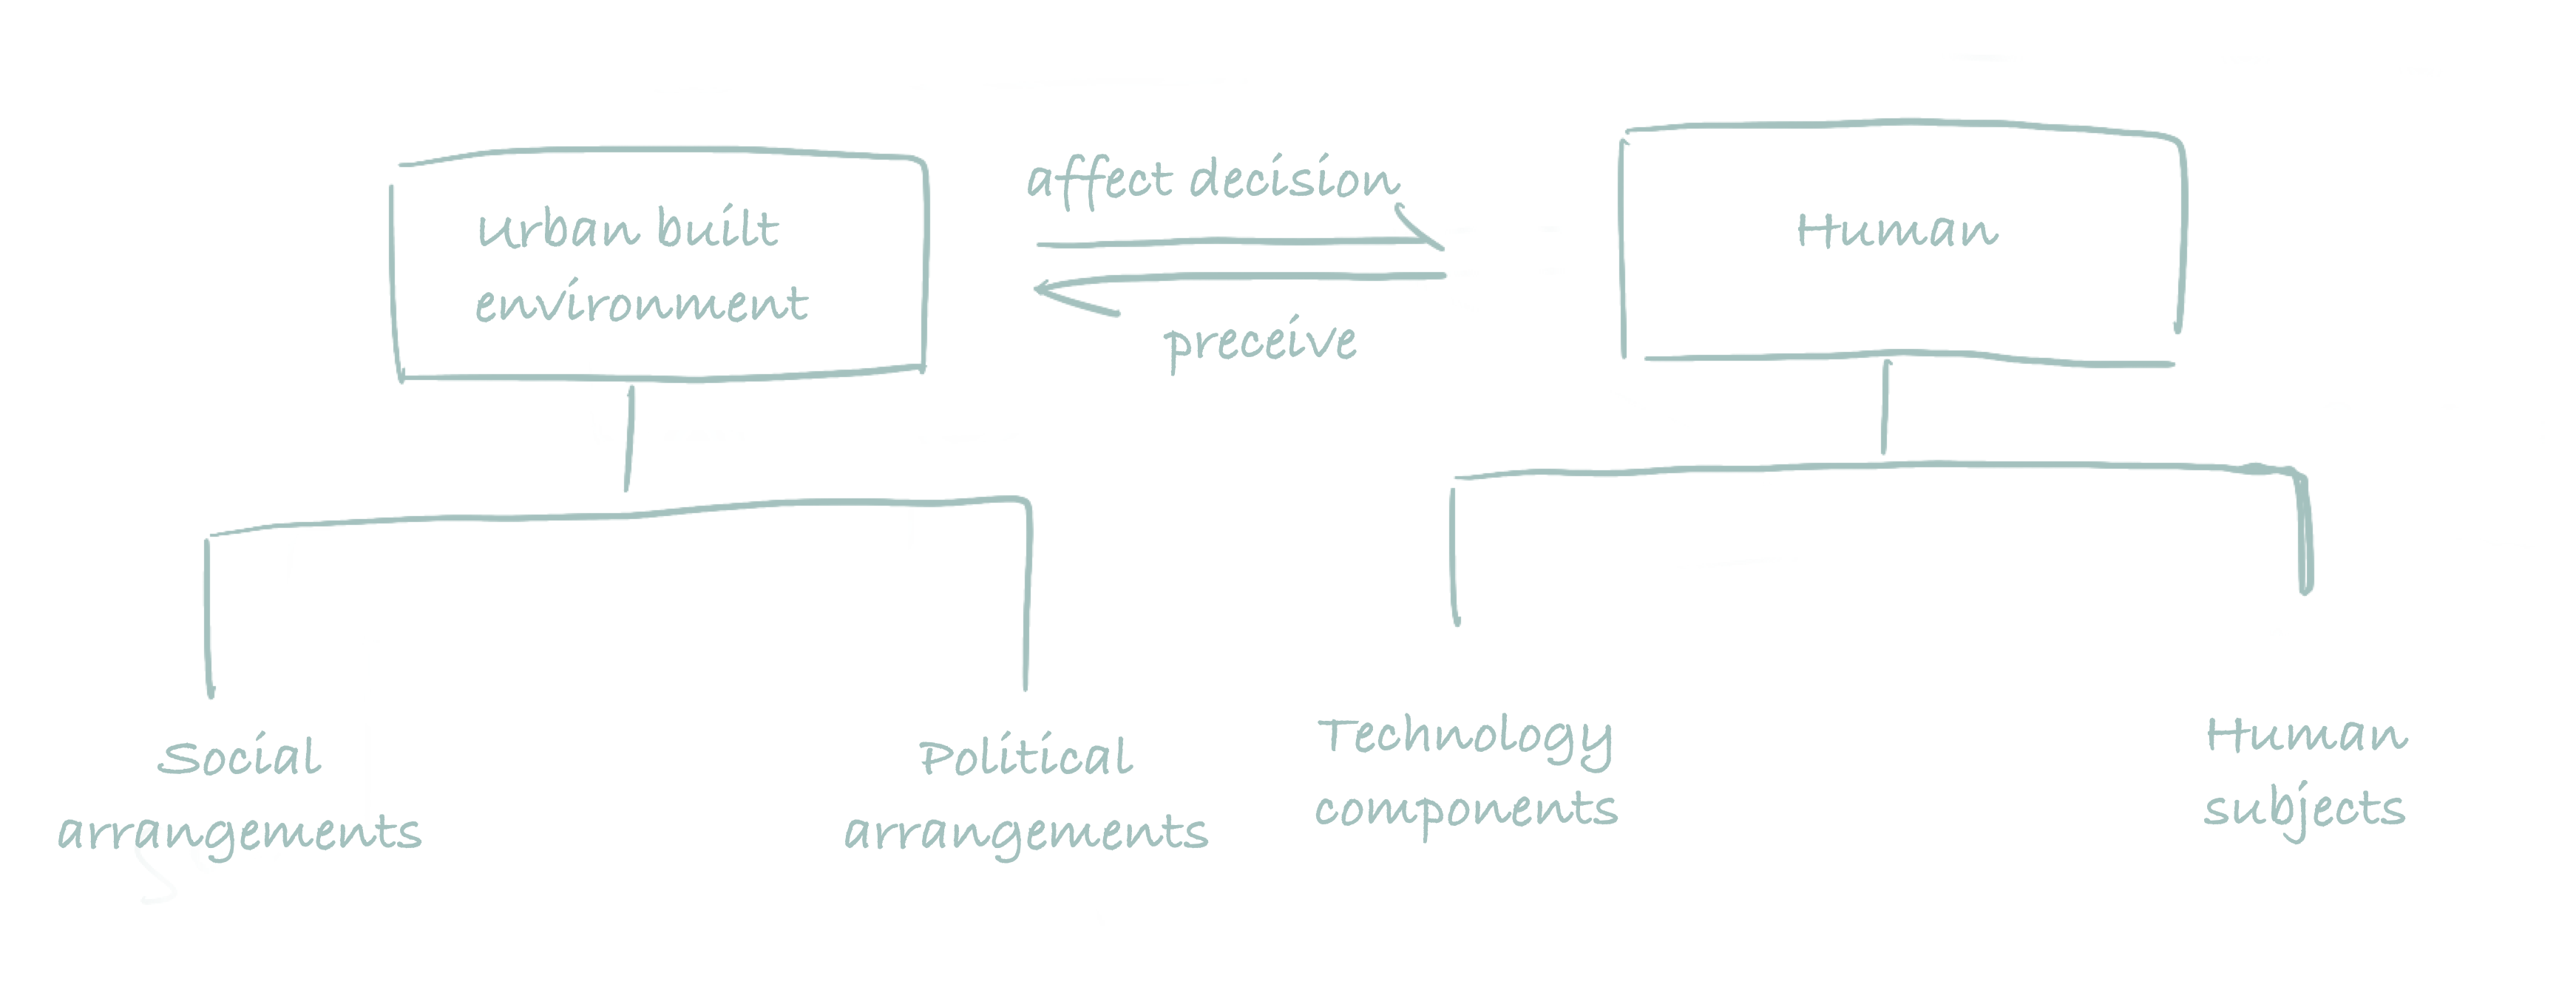 Urban built
environment
affect decision
preceive
Human
Social
arrangements
Political
arrangements
Technology
components
Human
subjects